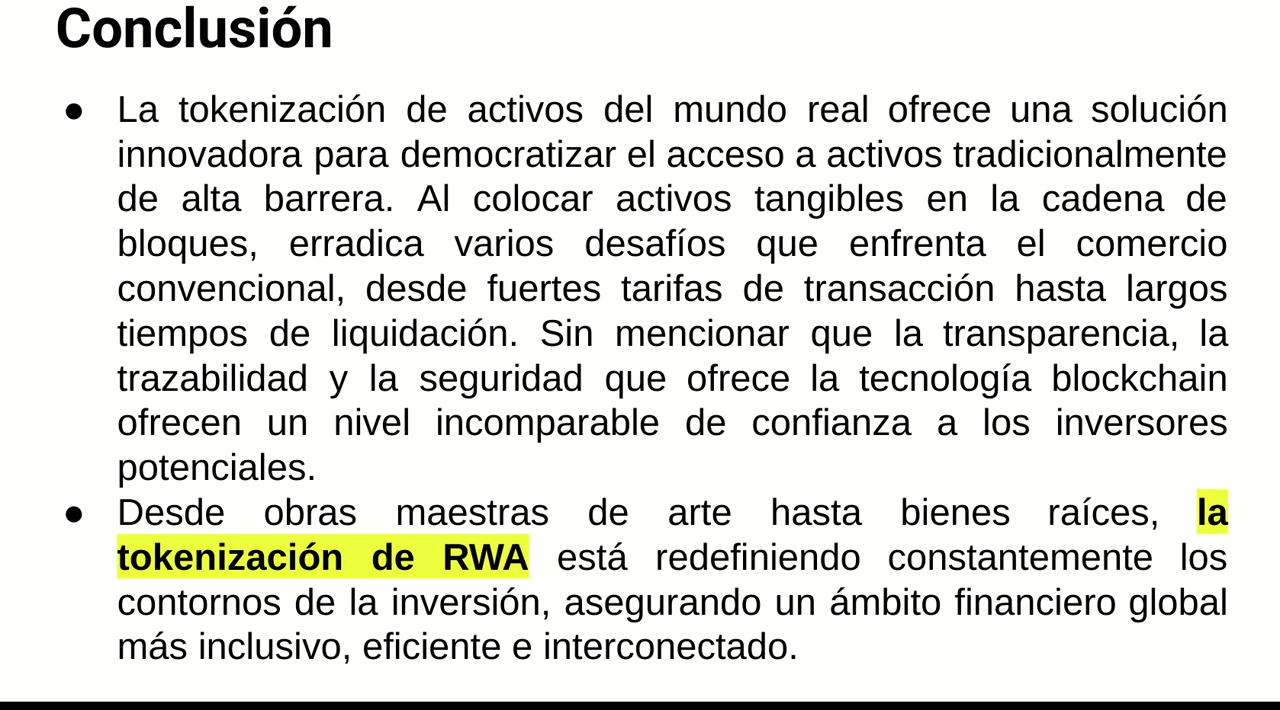 Conclusión
● La tokenización de activos del mundo real ofrece una solución
innovadora para democratizar el acceso a activos tradicionalmente
de alta barrera. Al colocar activos tangibles en la cadena de
bloques, erradica varios desafíos que enfrenta el comercio
convencional, desde fuertes tarifas de transacción hasta largos
tiempos de liquidación. Sin mencionar que la transparencia, la
trazabilidad y la seguridad que ofrece la tecnología blockchain
ofrecen un nivel incomparable de confianza a los inversores
potenciales.
● Desde obras maestras de arte hasta bienes raíces, la
tokenización de RWA está redefiniendo constantemente los
contornos de la inversión, asegurando un ámbito financiero global
más inclusivo, eficiente e interconectado.